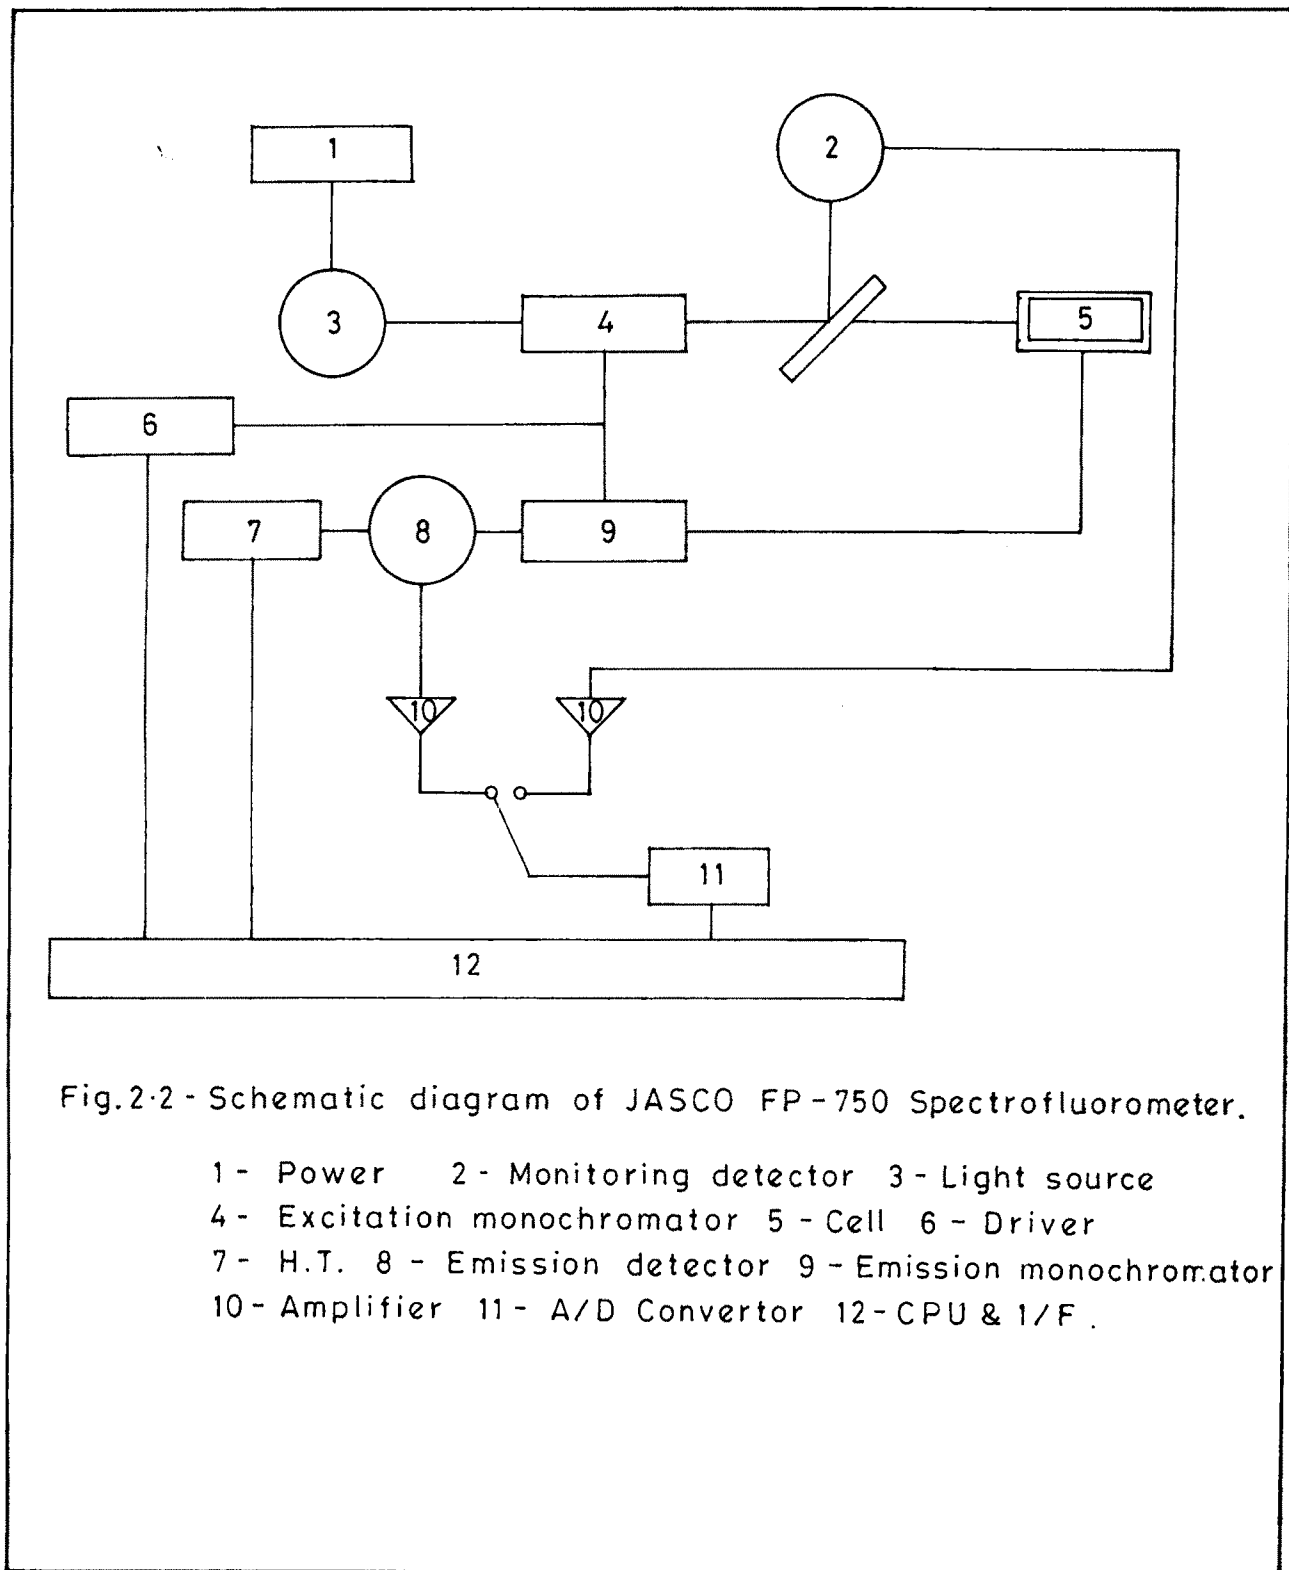 1
2
3
4
5
6
7
8
9
10
10
11
12
Fig.2·2 - Schematic diagram of JASCO FP-750 Spectrofluorometer.
1 - Power 2 - Monitoring detector 3 - Light source
4 - Excitation monochromator 5 - Cell 6 - Driver
7 - H.T. 8 - Emission detector 9 - Emission monochromator
10 - Amplifier 11 - A/D Convertor 12 - CPU & 1/F.